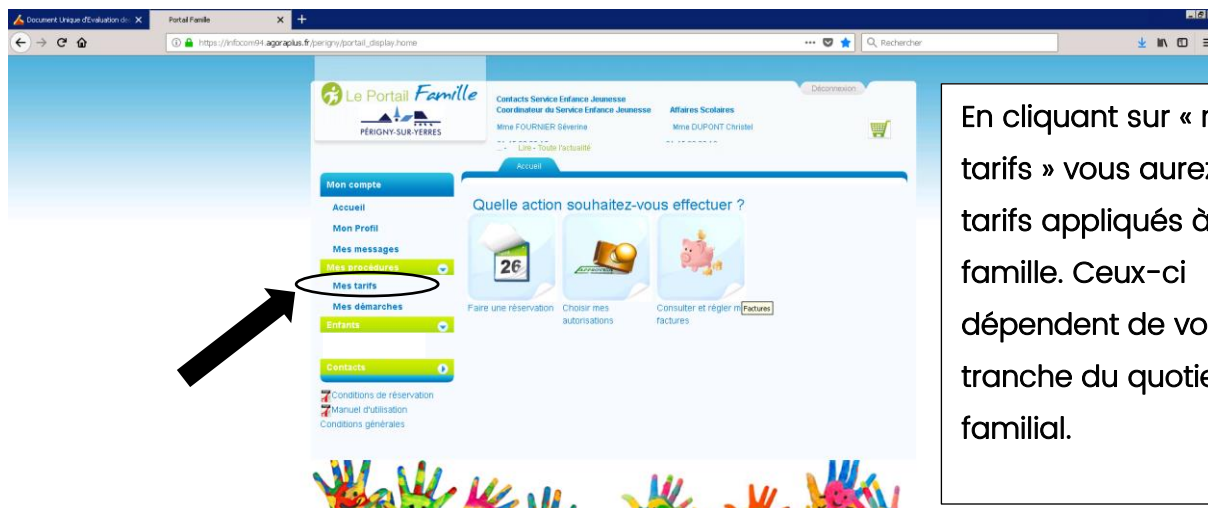 Document Unique d'Evaluation de
Portail Famille
https://infocom94.agoraplus.fr/perigny/portail_display.home
Rechercher
Le Portail Famille
PÉRIGNY-SUR-YERRES
Contacts Service Enfance Jeunesse
Coordinateur du Service Enfance Jeunesse
Mme FOURNIER Séverine
Affaires Scolaires
Mme DUPONT Christel
... - Lire - Toute l'actualité
Déconnexion
Accueil
Mon compte
Accueil
Mon Profil
Mes messages
Mes procédures
Mes tarifs
Mes démarches
Enfants
Contacts
Conditions de réservation
Manuel d'utilisation
Conditions générales
Quelle action souhaitez-vous effectuer ?
26
Faire une réservation
Choisir mes
autorisations
Consulter et régler m
factures
Factures
En cliquant sur «
tarifs » vous aurez
tarifs appliqués à
famille. Ceux-ci
dépendent de vo
tranche du quotie
familial.